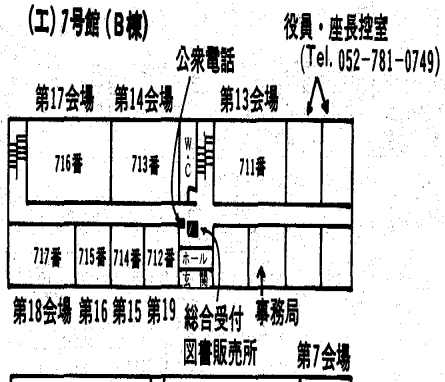 (エ)7号館(B棟)
役員・座長控室
(Tel. 052-781-0749)
公衆電話
第17会場 第14会場 第13会場
W.C
716番 713番 711番
717番 715番 714番 712番 ホール
玄関
第18会場 第16 第15 第19 総合受付 事務局
図書販売所 第7会場